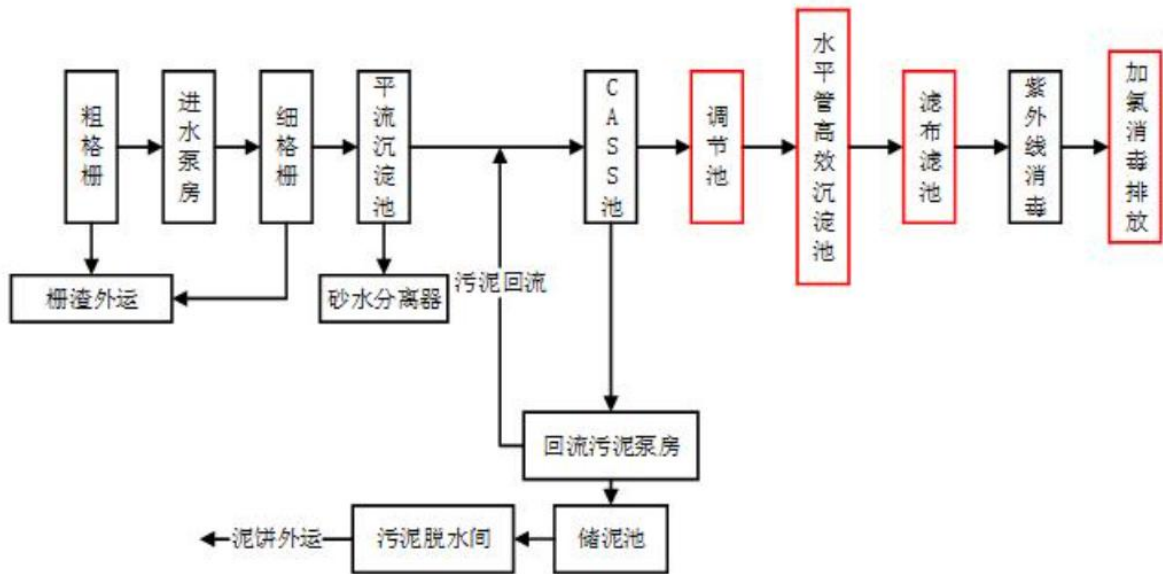 粗格栅
进水泵房
细格栅
平流沉淀池
CASS池
调节池
水平管高效沉淀池
滤布滤池
紫外线消毒
加氯消毒排放
栅渣外运
砂水分离器
污泥回流
回流污泥泵房
泥饼外运
污泥脱水间
储泥池